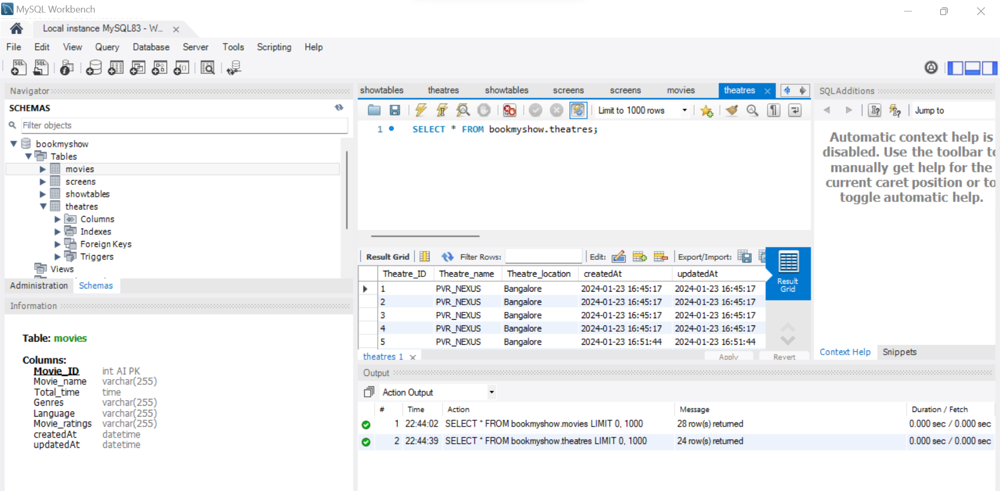 MySQL Workbench
Local instance MySQL83 - W...
File Edit View Query Database Server Tools Scripting Help
Navigator
SCHEMAS
Filter objects
bookmyshow
Tables
movies
screens
showtables
theatres
Columns
Indexes
Foreign Keys
Triggers
Views
Administration Schemas
Information
Table: movies
Columns:
Movie_ID int AI PK
Movie_name varchar(255)
Total_time time
Genres varchar(255)
Language varchar(255)
Movie_ratings varchar(255)
createdAt datetime
updatedAt datetime
showtables theatres showtables screens screens movies theatres
Limit to 1000 rows
1 SELECT * FROM bookmyshow.theatres;
Result Grid Filter Rows: Edit: Export/Import:
Theatre_ID Theatre_name Theatre_location createdAt updatedAt
1 PVR_NEXUS Bangalore 2024-01-23 16:45:17 2024-01-23 16:45:17
2 PVR_NEXUS Bangalore 2024-01-23 16:45:17 2024-01-23 16:45:17
3 PVR_NEXUS Bangalore 2024-01-23 16:45:17 2024-01-23 16:45:17
4 PVR_NEXUS Bangalore 2024-01-23 16:45:17 2024-01-23 16:45:17
5 PVR_NEXUS Bangalore 2024-01-23 16:51:44 2024-01-23 16:51:44
Result
Grid
theatres 1 Apply Revert
SQLAdditions
Jump to
Automatic context help is
disabled. Use the toolbar to
manually get help for the
current caret position or to
toggle automatic help.
Context Help Snippets
Output
Action Output
# Time Action Message Duration / Fetch
1 22:44:02 SELECT * FROM bookmyshow.movies LIMIT 0, 1000 28 row(s) returned 0.000 sec / 0.000 sec
2 22:44:39 SELECT * FROM bookmyshow.theatres LIMIT 0, 1000 24 row(s) returned 0.000 sec / 0.000 sec